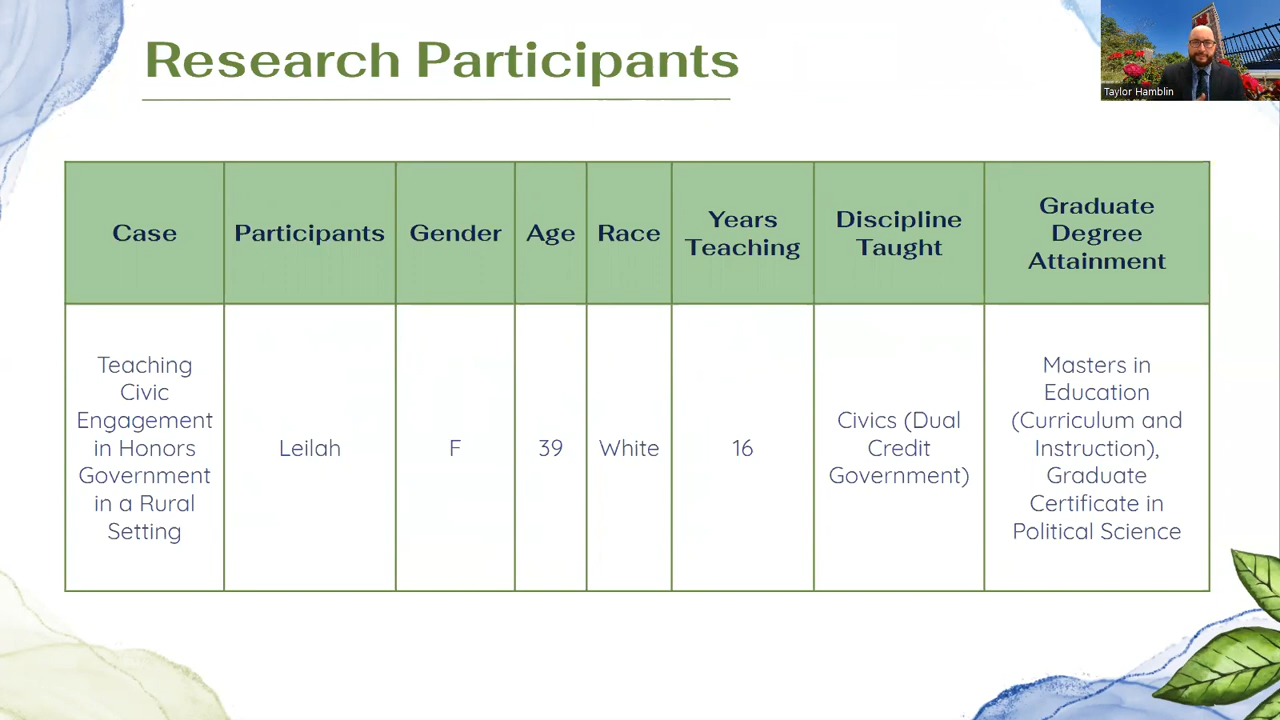 Research Participants
Taylor Hamblin
Case
Participants
Gender
Age
Race
Years
Teaching
Discipline
Taught
Graduate
Degree
Attainment
Teaching
Civic
Engagement
in Honors
Government
in a Rural
Setting
Leilah
F
39
White
16
Civics (Dual
Credit
Government)
Masters in
Education
(Curriculum and
Instruction),
Graduate
Certificate in
Political Science